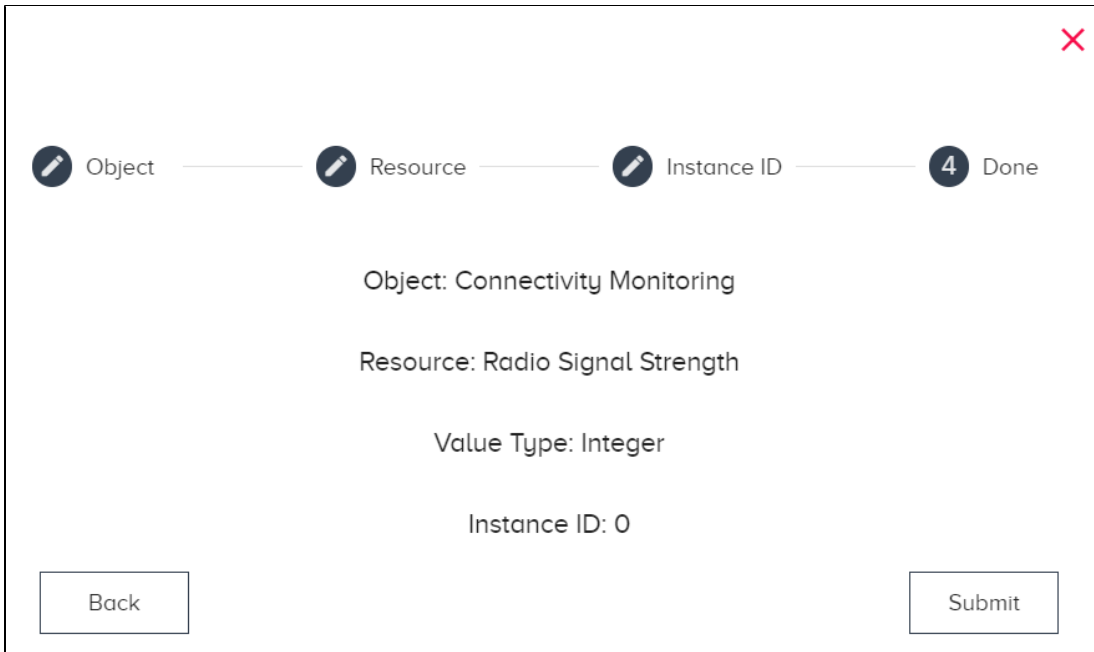 Object Resource Instance ID 4 Done
Object: Connectivity Monitoring
Resource: Radio Signal Strength
Value Type: Integer
Instance ID: 0
Back Submit